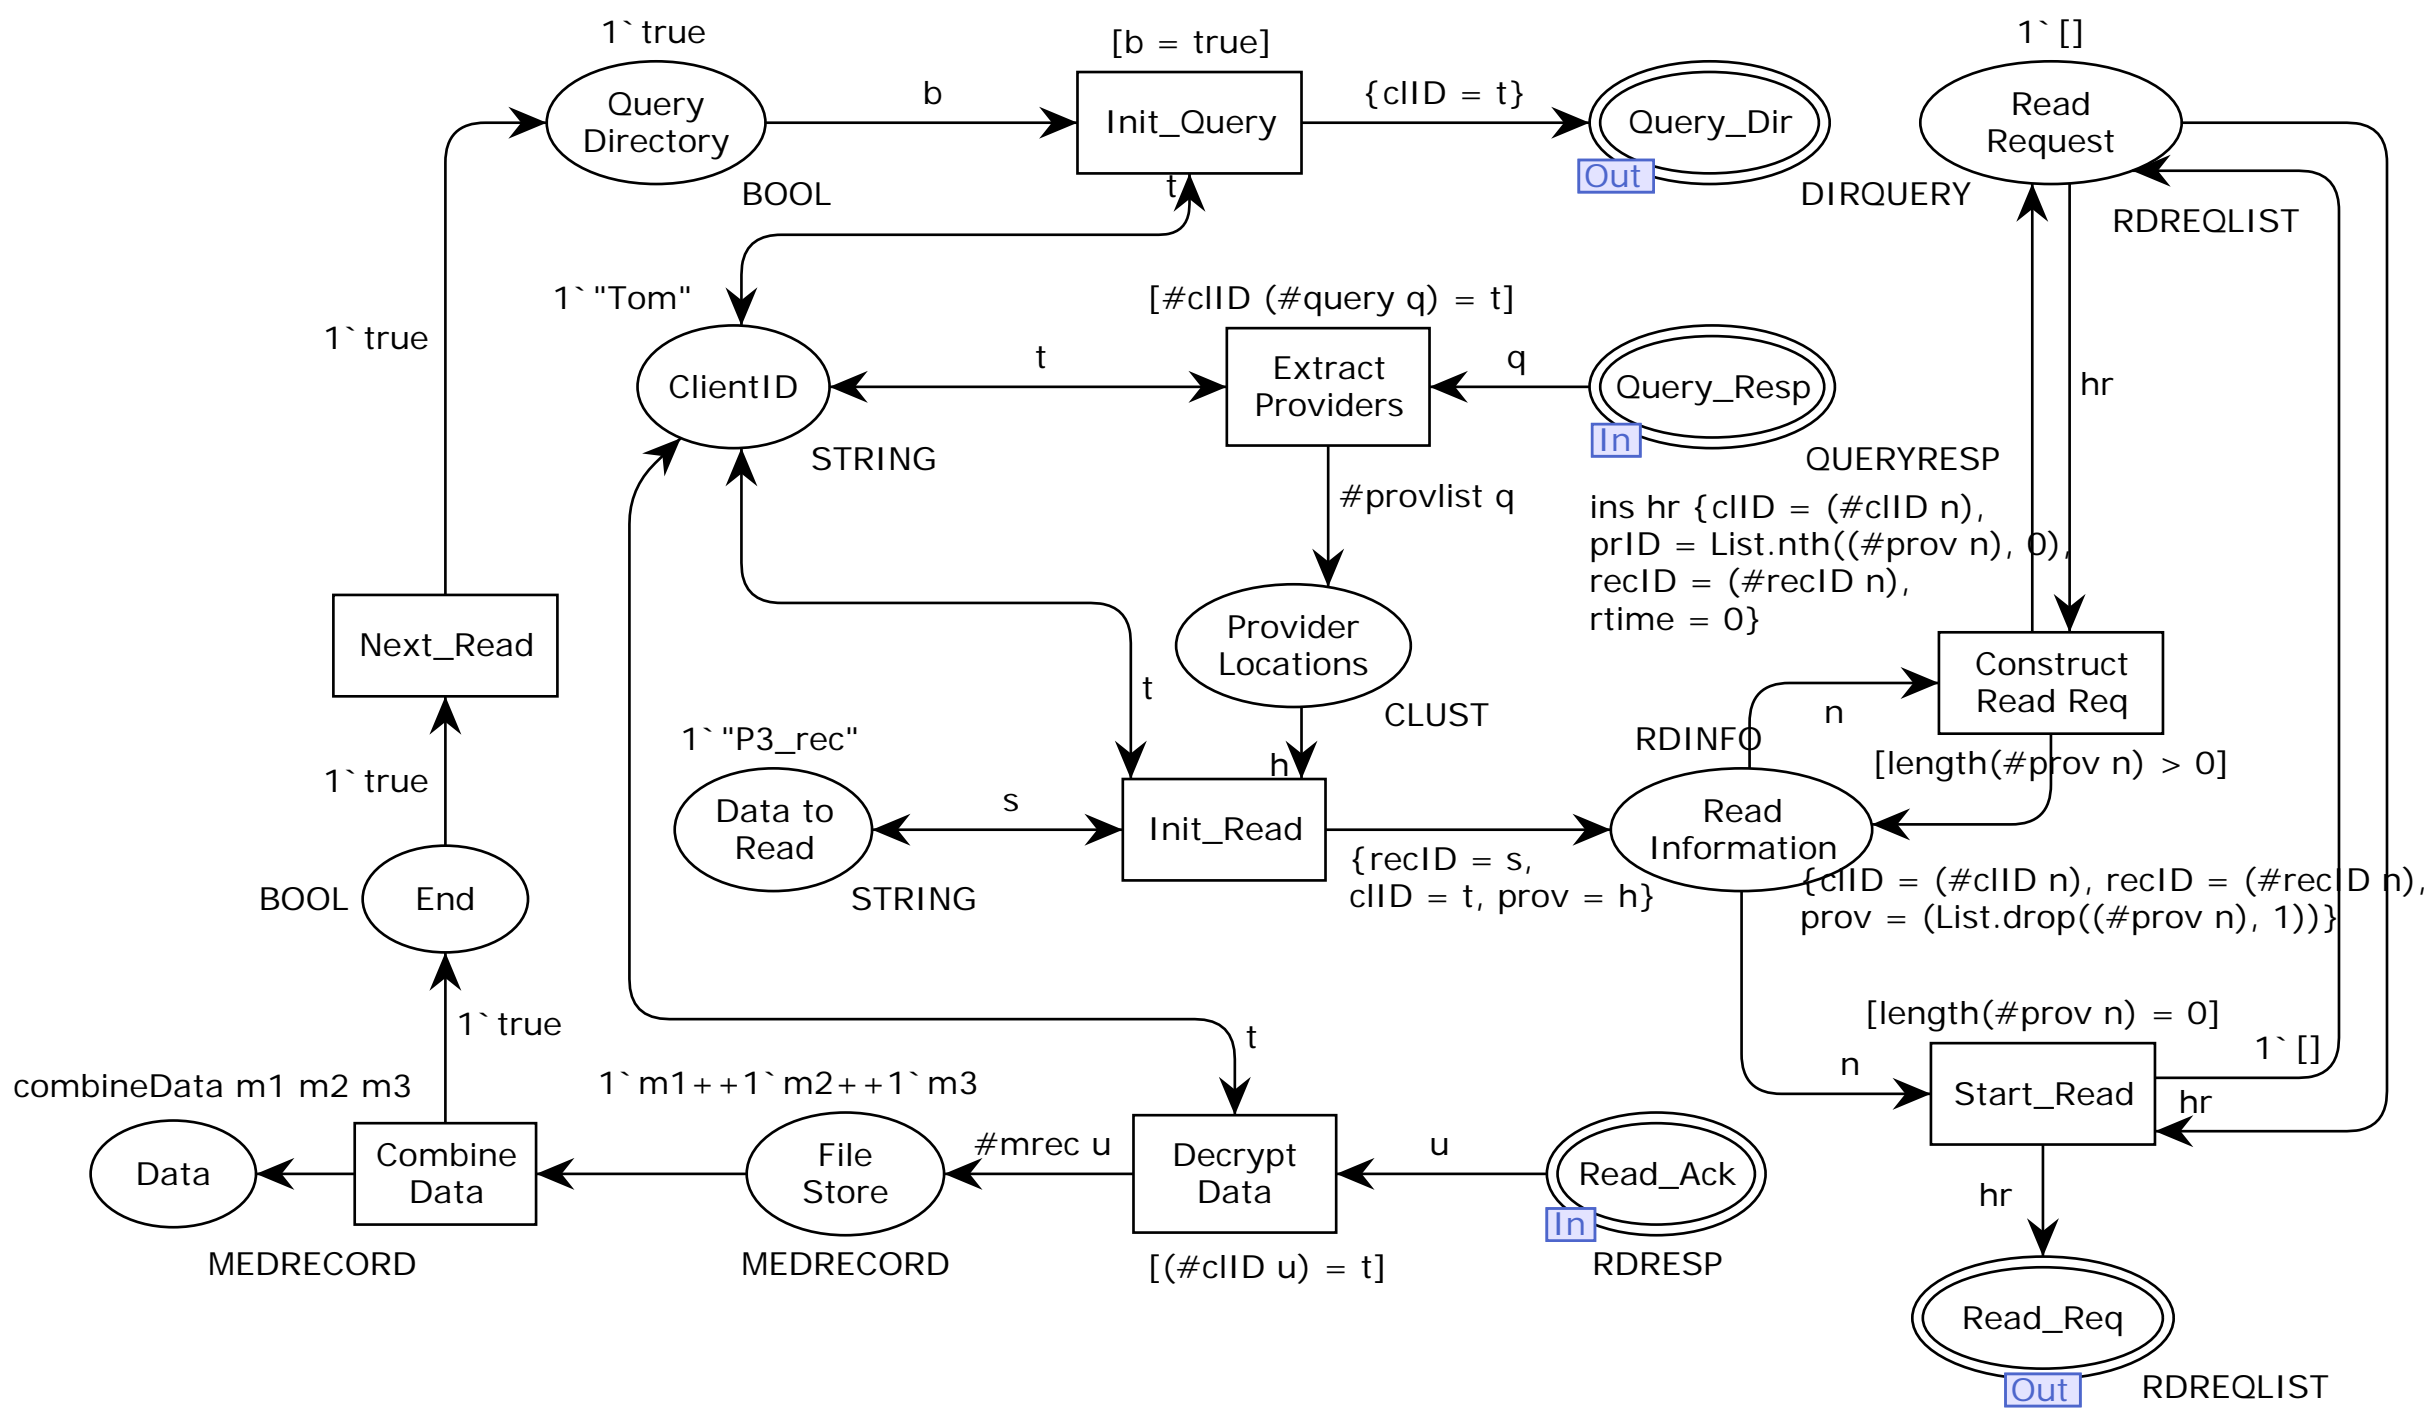 1`true
[b = true]
1`[]
Query
Directory
b
Init_Query
{clID = t}
Query_Dir
Out
Read
Request
BOOL
t
DIRQUERY
RDREQLIST
1`"Tom"
[#clID (#query q) = t]
1`true
ClientID
t
Extract
Providers
q
Query_Resp
In
hr
STRING
QUERYRESP
#provlist q
ins hr {clID = (#clID n),
prID = List.nth((#prov n), 0),
recID = (#recID n),
rtime = 0}
Next_Read
Provider
Locations
Construct
Read Req
t
CLUST
n
1`"P3_rec"
RDINFO
h
[length(#prov n) > 0]
1`true
Data to
Read
s
Init_Read
Read
Information
{recID = s,
clID = t, prov = h}
{clID = (#clID n), recID = (#recID n),
prov = (List.drop((#prov n), 1))}
BOOL
End
STRING
[length(#prov n) = 0]
1`true
t
1`[]
n
Start_Read
hr
combineData m1 m2 m3
1`m1++1`m2++1`m3
Data
Combine
Data
File
Store
#mrec u
Decrypt
Data
u
Read_Ack
In
hr
MEDRECORD
MEDRECORD
[(#clID u) = t]
RDRESP
Read_Req
Out
RDREQLIST